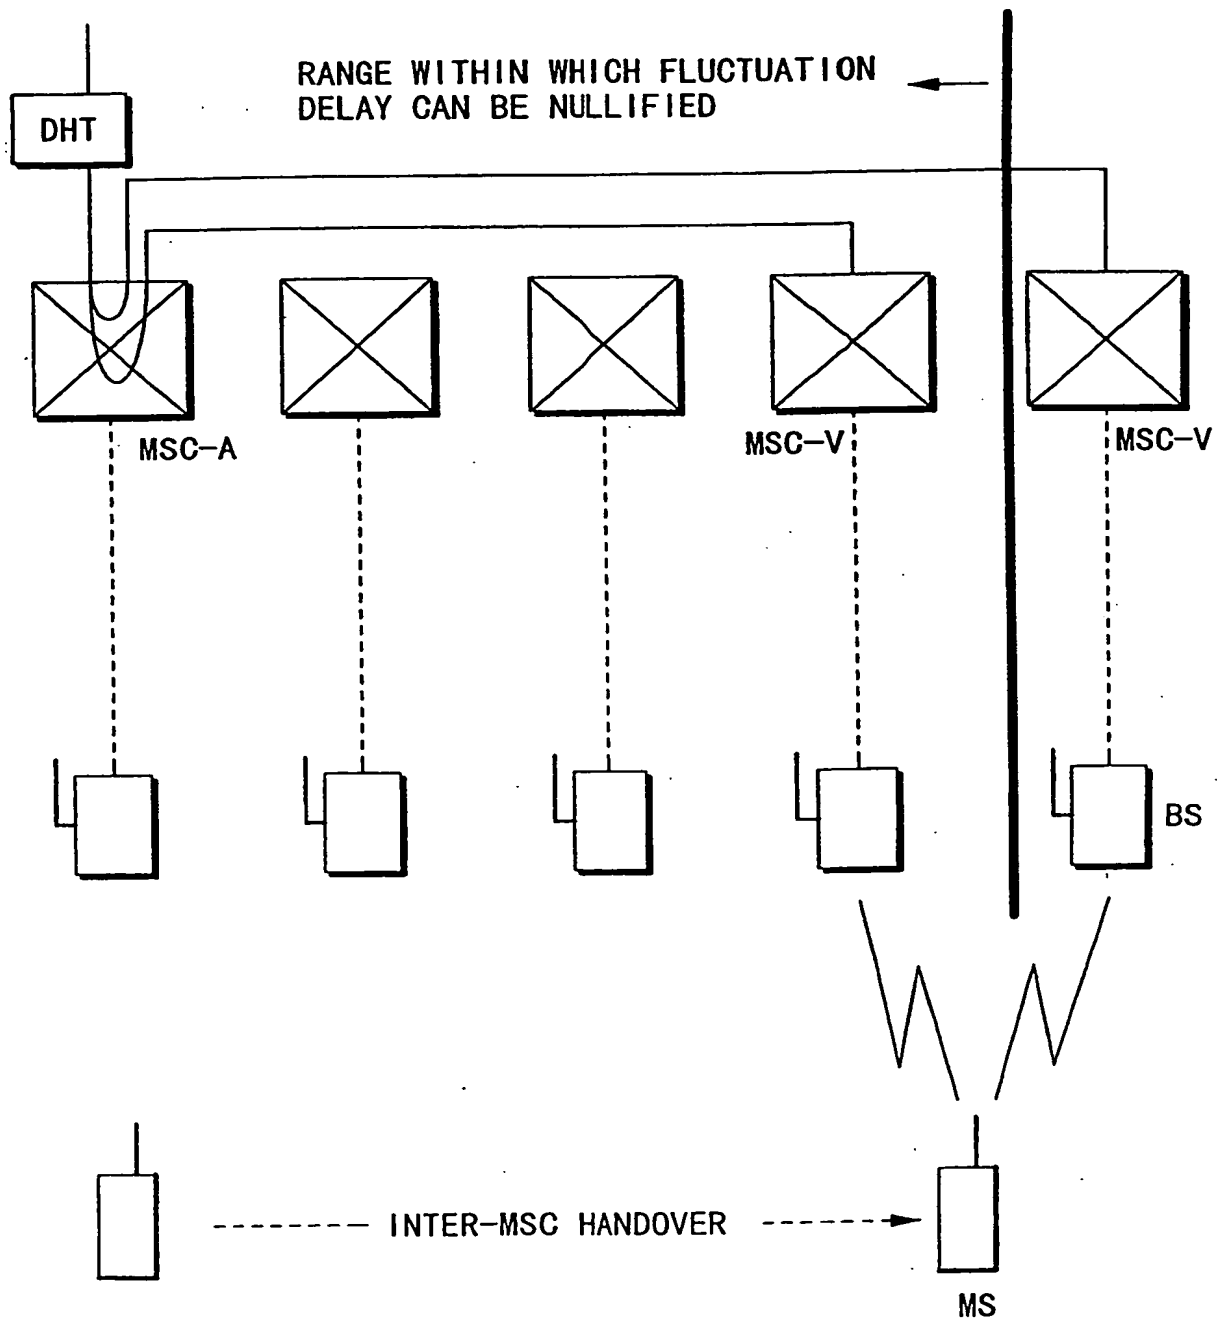 RANGE WITHIN WHICH FLUCTUATION
DELAY CAN BE NULLIFIED
DHT
MSC-A
MSC-V
MSC-V
BS
INTER-MSC HANDOVER
MS